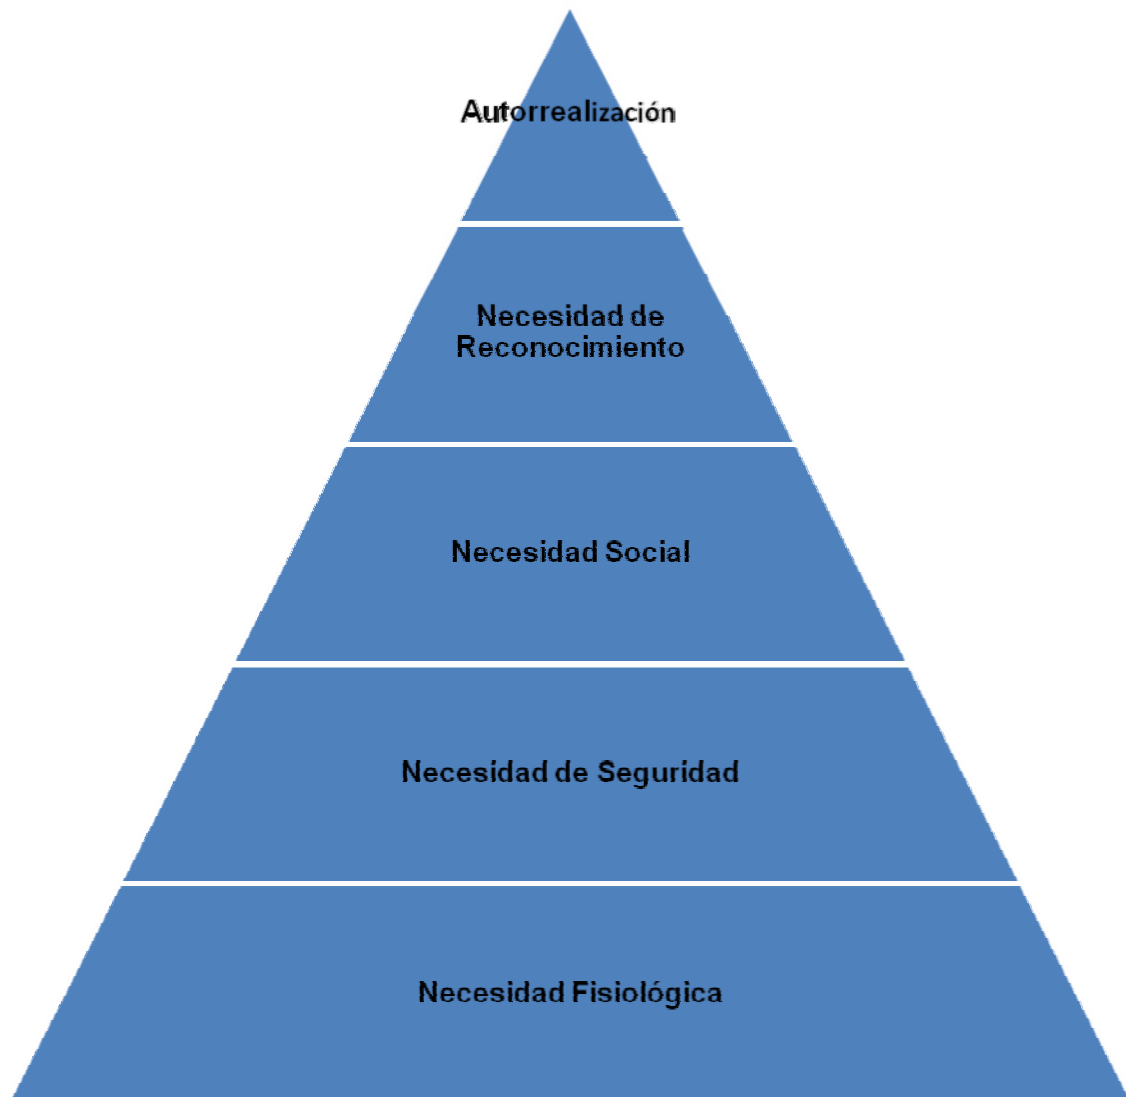 Autorrealización
Necesidad de
Reconocimiento
Necesidad Social
Necesidad de Seguridad
Necesidad Fisiológica